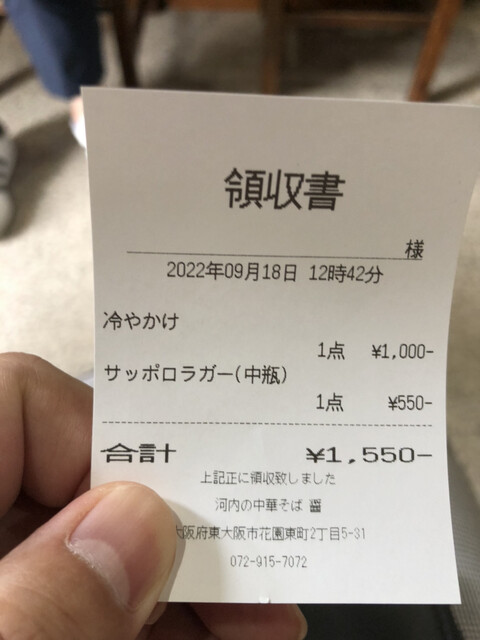 領収書
様
2022年09月18日 12時42分
冷やかけ
1点 ¥1,000-
サッポロラガー(中瓶)
1点 ¥550-
合計 ¥1,550-
上記正に領収致しました
河内の中華そば
大阪府東大阪市花園東町2丁目5-31
072-915-7072